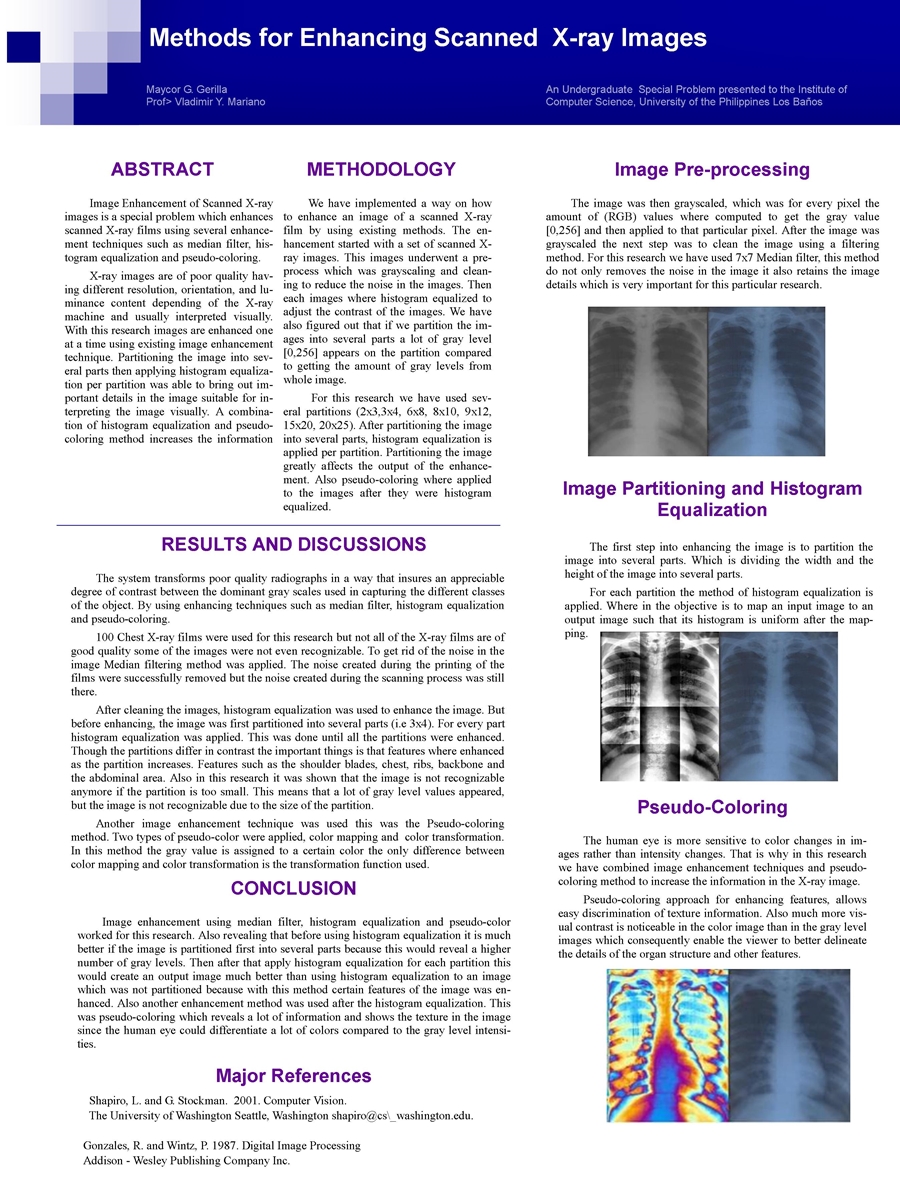 Methods for Enhancing Scanned  X-ray Images
Maycor G. Gerilla
Prof> Vladimir Y. Mariano
An Undergraduate  Special Problem presented to the Institute of
Computer Science, University of the Philippines Los Baños
ABSTRACT
Image Enhancement of Scanned X-ray
images is a special problem which enhances
scanned X-ray films using several enhance-
ment techniques such as median filter, his-
togram equalization and pseudo-coloring.
X-ray images are of poor quality hav-
ing different resolution, orientation, and lu-
minance content depending of the X-ray
machine and usually interpreted visually.
With this research images are enhanced one
at a time using existing image enhancement
technique. Partitioning the image into sev-
eral parts then applying histogram equaliza-
tion per partition was able to bring out im-
portant details in the image suitable for in-
terpreting the image visually. A combina-
tion of histogram equalization and pseudo-
coloring method increases the information
METHODOLOGY
We have implemented a way on how
to enhance an image of a scanned X-ray
film by using existing methods. The en-
hancement started with a set of scanned X-
ray images. This images underwent a pre-
process which was grayscaling and clean-
ing to reduce the noise in the images. Then
each images where histogram equalized to
adjust the contrast of the images. We have
also figured out that if we partition the im-
ages into several parts a lot of gray level
[0,256] appears on the partition compared
to getting the amount of gray levels from
whole image.
For this research we have used sev-
eral partitions (2x3,3x4, 6x8, 8x10, 9x12,
15x20, 20x25). After partitioning the image
into several parts, histogram equalization is
applied per partition. Partitioning the image
greatly affects the output of the enhance-
ment. Also pseudo-coloring where applied
to the images after they were histogram
equalized.
RESULTS AND DISCUSSIONS
The system transforms poor quality radiographs in a way that insures an appreciable
degree of contrast between the dominant gray scales used in capturing the different classes
of the object. By using enhancing techniques such as median filter, histogram equalization
and pseudo-coloring.
100 Chest X-ray films were used for this research but not all of the X-ray films are of
good quality some of the images were not even recognizable. To get rid of the noise in the
image Median filtering method was applied. The noise created during the printing of the
films were successfully removed but the noise created during the scanning process was still
there.
After cleaning the images, histogram equalization was used to enhance the image. But
before enhancing, the image was first partitioned into several parts (i.e 3x4). For every part
histogram equalization was applied. This was done until all the partitions were enhanced.
Though the partitions differ in contrast the important things is that features where enhanced
as the partition increases. Features such as the shoulder blades, chest, ribs, backbone and
the abdominal area. Also in this research it was shown that the image is not recognizable
anymore if the partition is too small. This means that a lot of gray level values appeared,
but the image is not recognizable due to the size of the partition.
Another image enhancement technique was used this was the Pseudo-coloring
method. Two types of pseudo-color were applied, color mapping and  color transformation.
In this method the gray value is assigned to a certain color the only difference between
color mapping and color transformation is the transformation function used.
CONCLUSION
Image enhancement using median filter, histogram equalization and pseudo-color
worked for this research. Also revealing that before using histogram equalization it is much
better if the image is partitioned first into several parts because this would reveal a higher
number of gray levels. Then after that apply histogram equalization for each partition this
would create an output image much better than using histogram equalization to an image
which was not partitioned because with this method certain features of the image was en-
hanced. Also another enhancement method was used after the histogram equalization. This
was pseudo-coloring which reveals a lot of information and shows the texture in the image
since the human eye could differentiate a lot of colors compared to the gray level intensi-
ties.
Major References
Shapiro, L. and G. Stockman.  2001. Computer Vision.
The University of Washington Seattle, Washington shapiro@cs\_washington.edu.
Gonzales, R. and Wintz, P. 1987. Digital Image Processing
Addison - Wesley Publishing Company Inc.
Image Pre-processing
The image was then grayscaled, which was for every pixel the
amount of (RGB) values where computed to get the gray value
[0,256] and then applied to that particular pixel. After the image was
grayscaled the next step was to clean the image using a filtering
method. For this research we have used 7x7 Median filter, this method
do not only removes the noise in the image it also retains the image
details which is very important for this particular research.
Image Partitioning and Histogram
Equalization
The first step into enhancing the image is to partition the
image into several parts. Which is dividing the width and the
height of the image into several parts.
For each partition the method of histogram equalization is
applied. Where in the objective is to map an input image to an
output image such that its histogram is uniform after the map-
ping.
Pseudo-Coloring
The human eye is more sensitive to color changes in im-
ages rather than intensity changes. That is why in this research
we have combined image enhancement techniques and pseudo-
coloring method to increase the information in the X-ray image.
Pseudo-coloring approach for enhancing features, allows
easy discrimination of texture information. Also much more vis-
ual contrast is noticeable in the color image than in the gray level
images which consequently enable the viewer to better delineate
the details of the organ structure and other features.